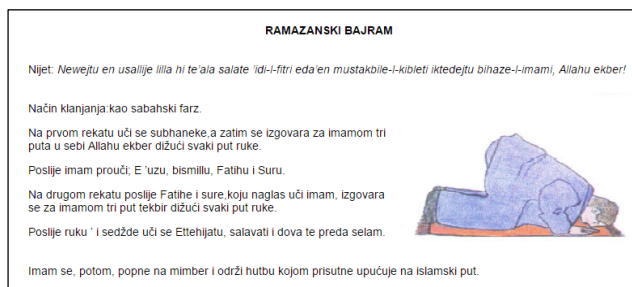 RAMAZANSKI BAJRAM
Nijet: Newejtu en usallije lilla hi te'ala salate 'idi-l-fitri eda'en mustakbile-l-kibleti iktedejtu bihaze-l-imami, Allahu ekber!
Način klanjanja:kao sabahski farz.
Na prvom rekatu uči se subhaneke,a zatim se izgovara za imamom tri
puta u sebi Allahu ekber dižući svaki put ruke.
Poslije imam prouči; E 'uzu, bismillu, Fatihu i Suru.
Na drugom rekatu poslije Fatihe i sure,koju naglas uči imam, izgovara
se za imamom tri put tekbir dižući svaki put ruke.
Poslije ruku ' i sedžde uči se Ettehijatu, salavati i dova te preda selam.
Imam se, potom, popne na mimber i održi hutbu kojom prisutne upućuje na islamski put.